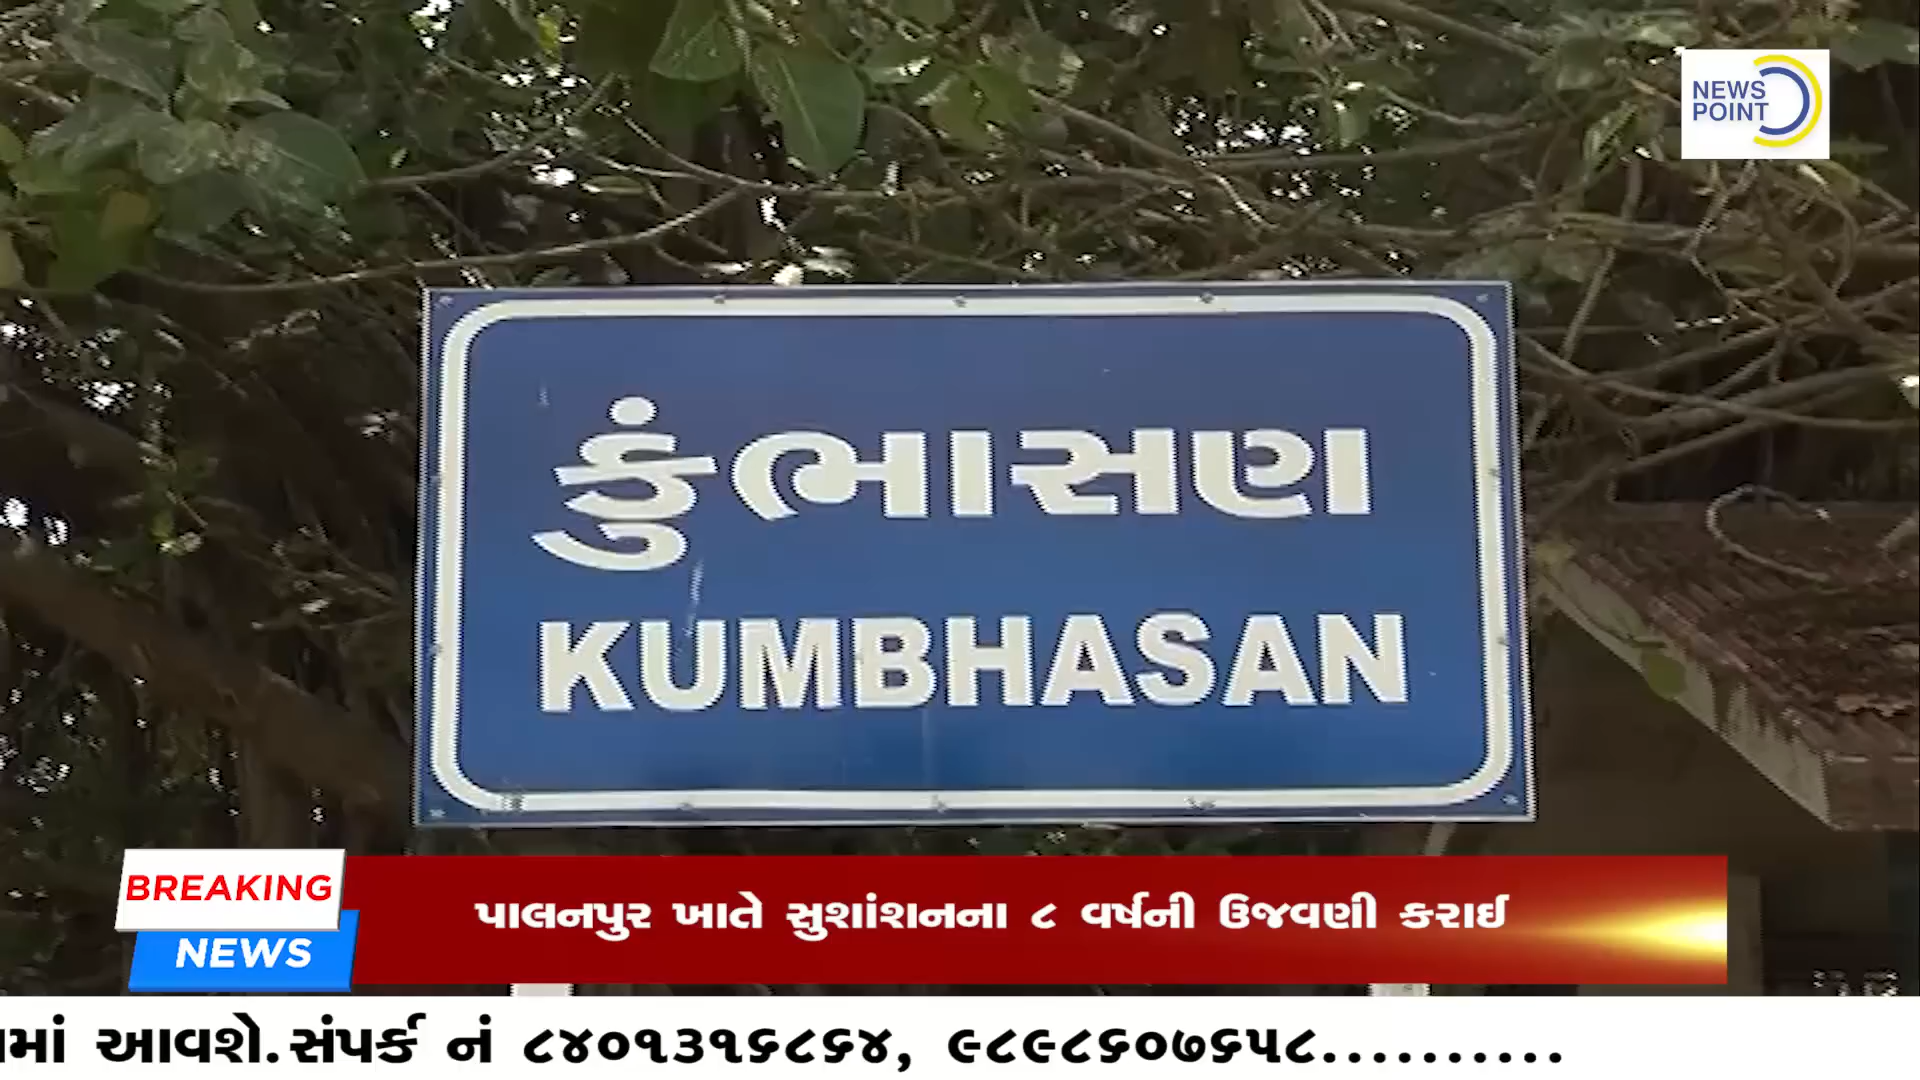 NEWS
POINT
કુંભાસણ
KUMBHASAN
BREAKING
NEWS
પાલનપુર ખાતે સુશાંશનના ૮ વર્ષની ઉજવણી કરાઈ
માં આવશે.સંપર્ક નં ૮૪૦૧૩૧૬૮૬૪, ૯૮૯૮૬૦૭૬૫૮..........